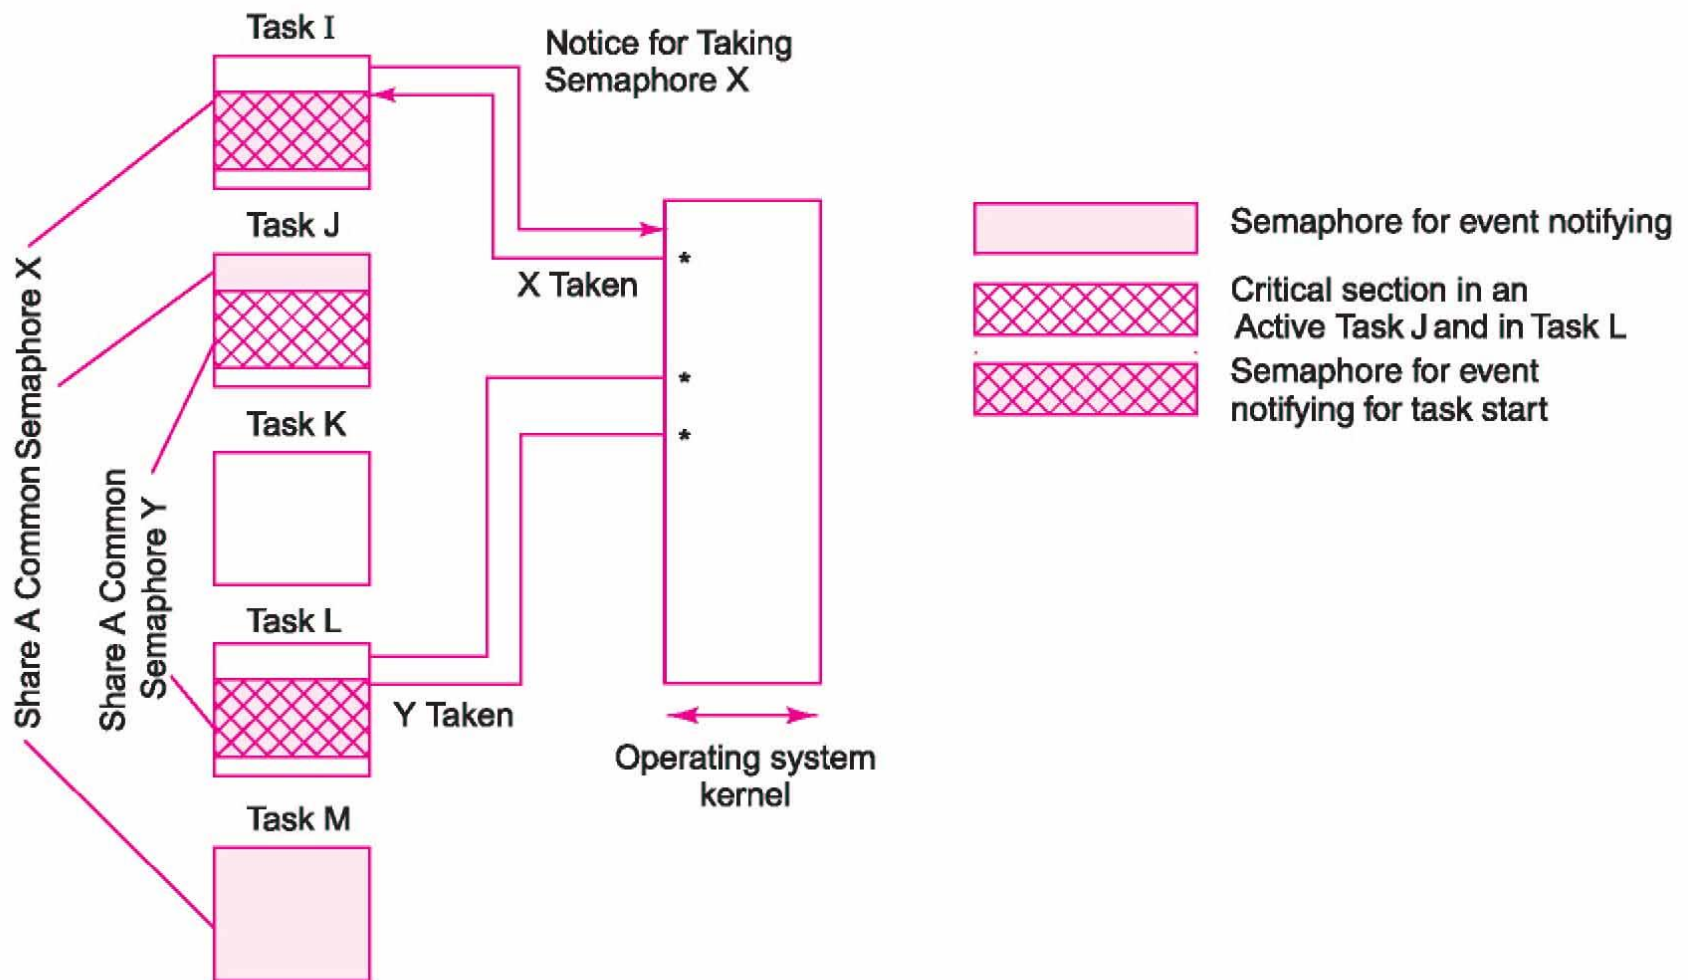 Task I
Notice for Taking
Semaphore X
Task J
X Taken
*
Task K
*
*
Task L
Y Taken
Task M
Share A Common Semaphore X
Share A Common
Semaphore Y
Operating system
kernel
Semaphore for event notifying
Critical section in an
Active Task J and in Task L
Semaphore for event
notifying for task start